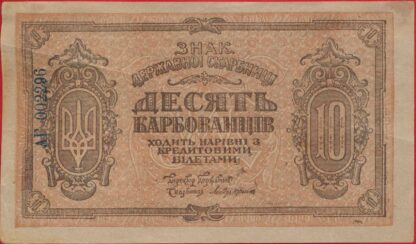 ЗНАК
ДЕРЖАВНОЇ СКАРБНИЦІ
ДЕСЯТЬ
КАРБОВАНЦІВ
ХОДИТЬ НАРІВНІ З
КРЕДИТОВИМИ
БІЛЕТАМИ
10
АБ 002296